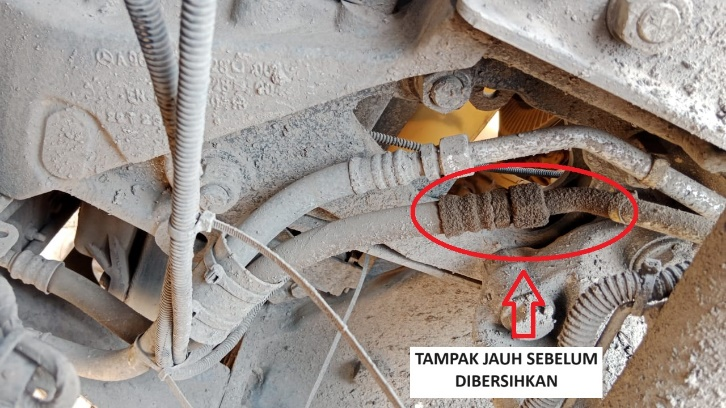 TAMPAK JAUH SEBELUM
DIBERSIHKAN